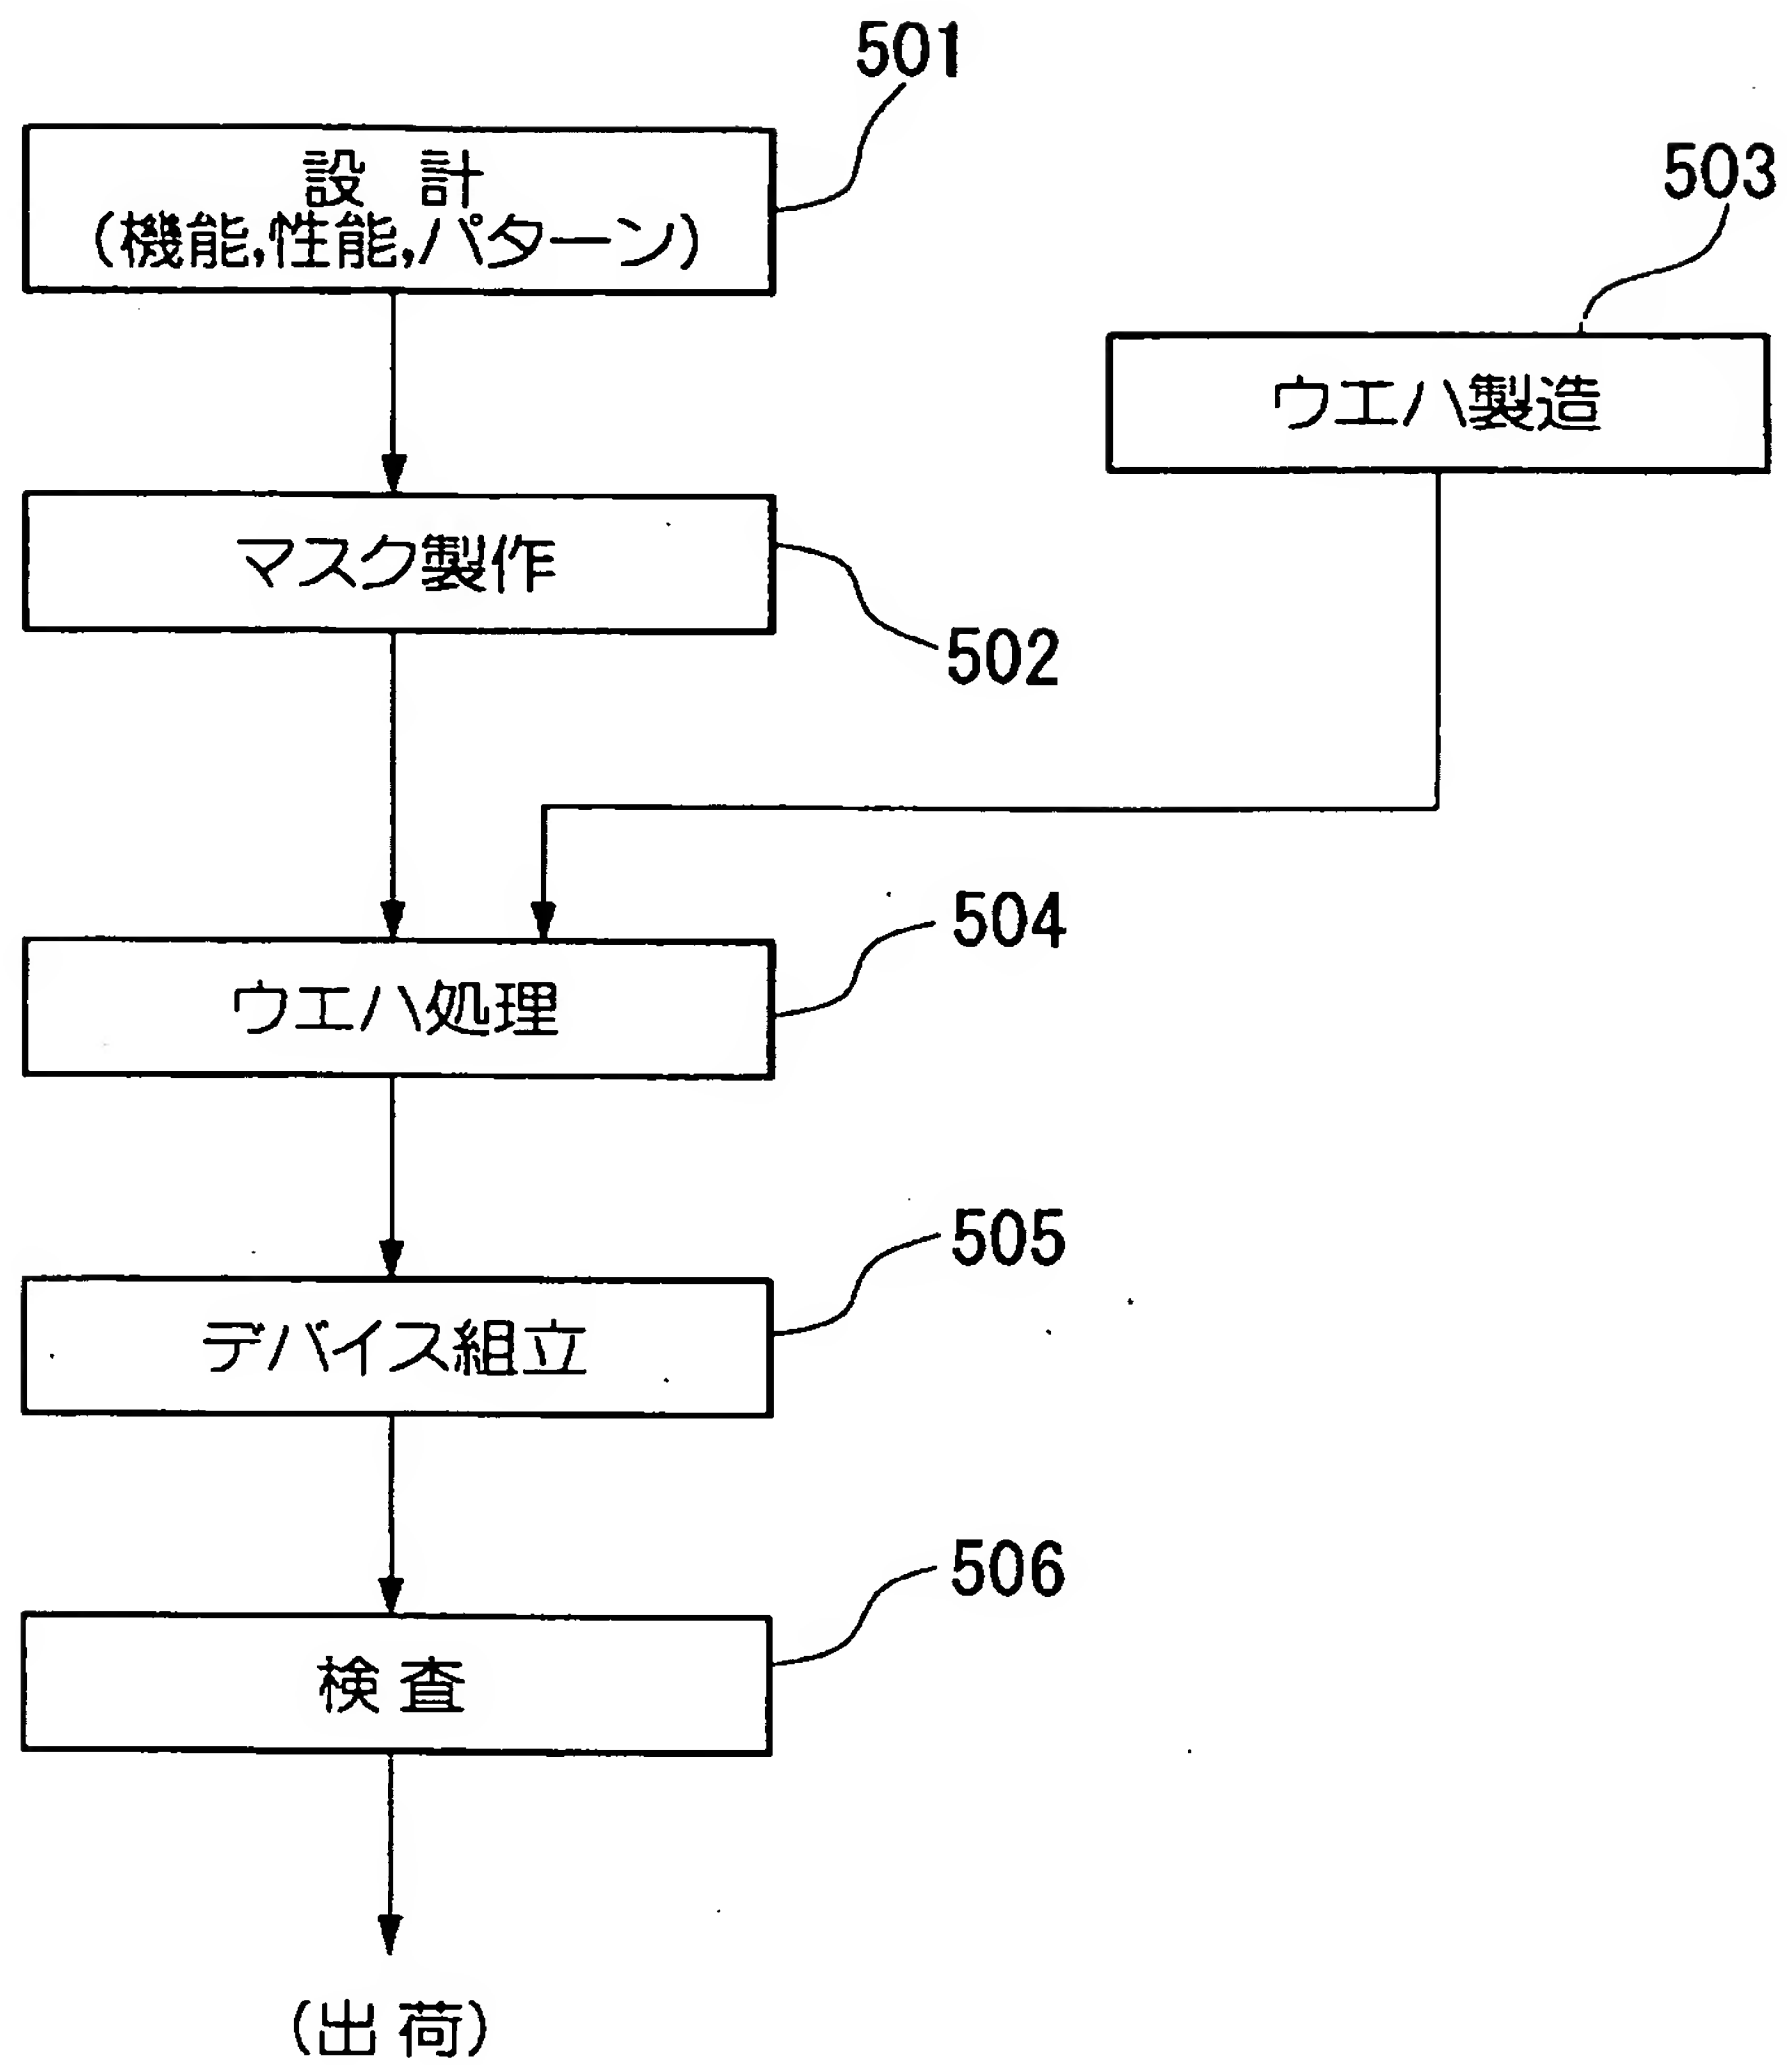 501
設 計
(機能,性能,パターン)
503
ウエハ製造
マスク製作
502
504
ウエハ処理
505
デバイス組立
506
検 査
(出 荷)